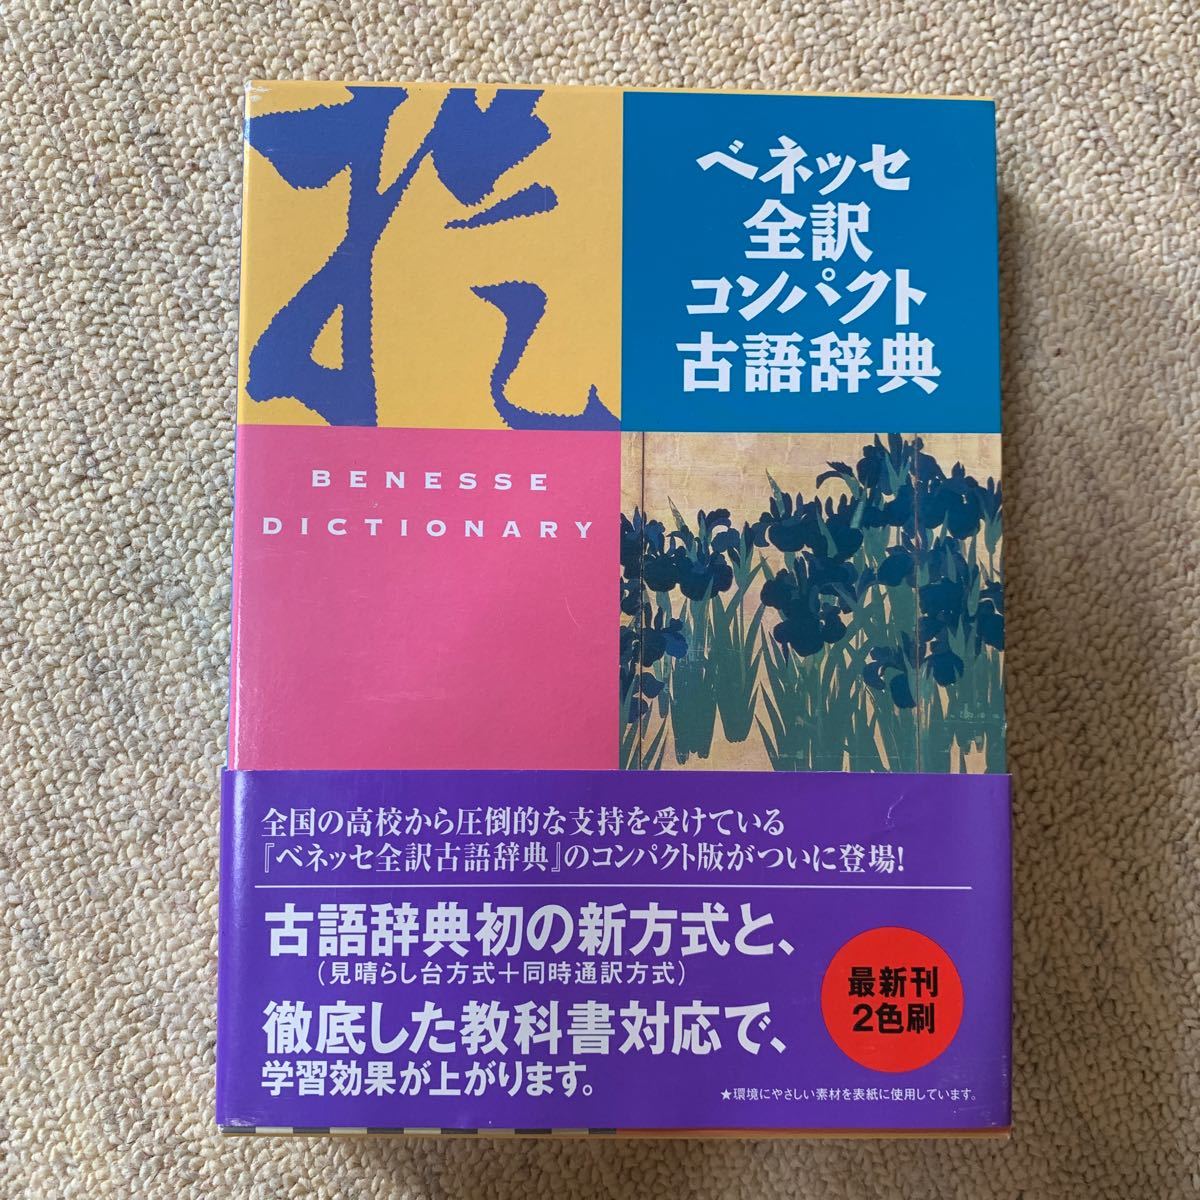 ベネッセ
全訳
コンパクト
古語辞典
BENESSE
DICTIONARY
全国の高校から圧倒的な支持を受けている
『ベネッセ全訳古語辞典』のコンパクト版がついに登場!
古語辞典初の新方式と、
(見晴らし台方式+同時通訳方式)
徹底した教科書対応で、
学習効果が上がります。
最新刊
2色刷
★環境にやさしい素材を表紙に使用しています。